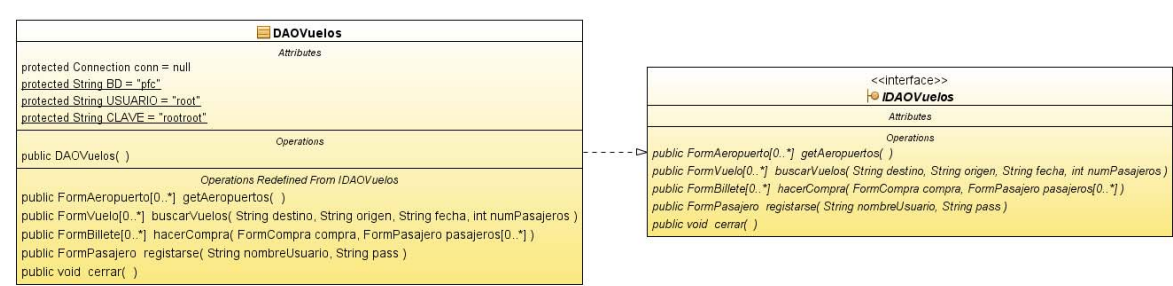 DAOVuelos
Attributes
protected Connection conn = null
protected String BD = "pfc"
protected String USUARIO = "root"
protected String CLAVE = "rootroot"
Operations
public DAOVuelos( )
Operations Redefined From IDAOVuelos
public FormAeropuerto[0..*] getAeropuertos( )
public FormVuelo[0..*] buscarVuelos( String destino, String origen, String fecha, int numPasajeros )
public FormBillete[0..*] hacerCompra( FormCompra compra, FormPasajero pasajeros[0..*] )
public FormPasajero registarse( String nombreUsuario, String pass )
public void cerrar( )
<<interface>>
IDAOVuelos
Attributes
Operations
public FormAeropuerto[0..*] getAeropuertos( )
public FormVuelo[0..*] buscarVuelos( String destino, String origen, String fecha, int numPasajeros )
public FormBillete[0..*] hacerCompra( FormCompra compra, FormPasajero pasajeros[0..*] )
public FormPasajero registarse( String nombreUsuario, String pass )
public void cerrar( )